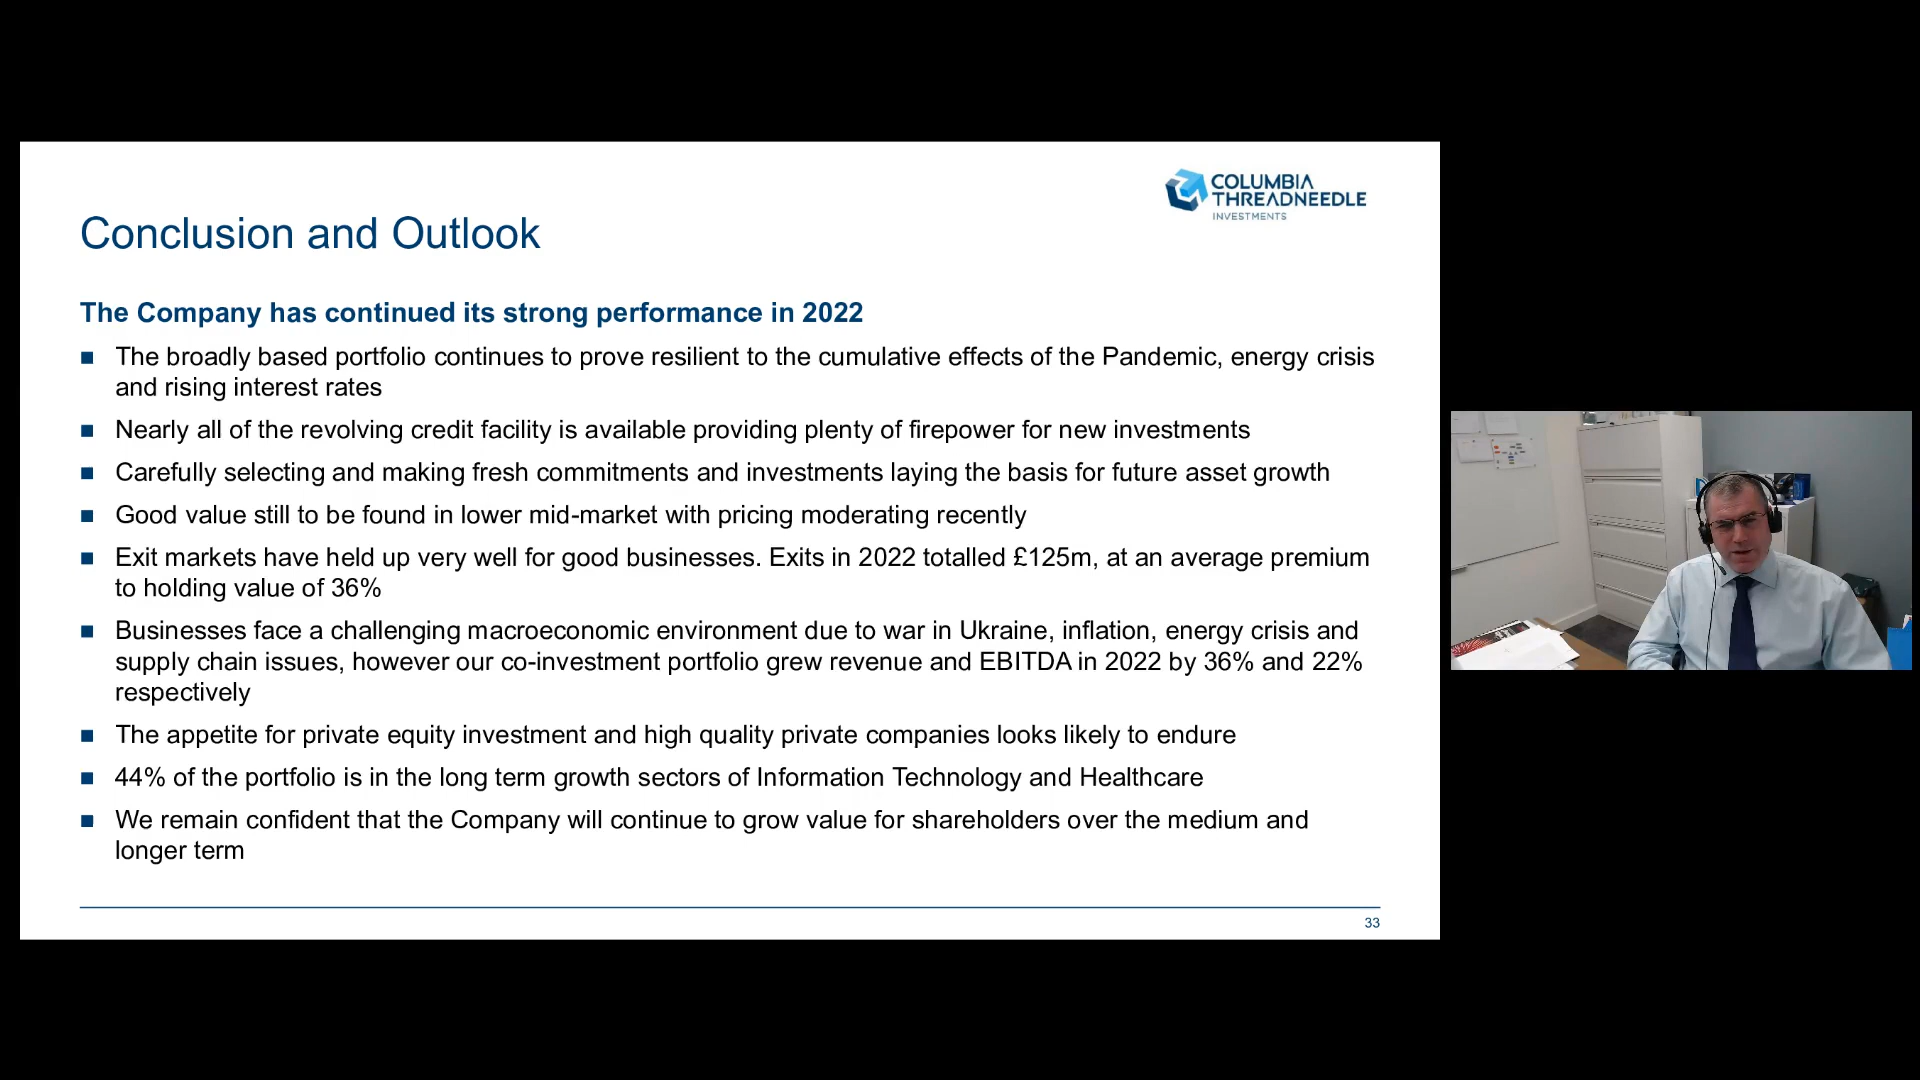 COLUMBIA
THREADNEEDLE
INVESTMENTS
Conclusion and Outlook
The Company has continued its strong performance in 2022
The broadly based portfolio continues to prove resilient to the cumulative effects of the Pandemic, energy crisis
and rising interest rates
Nearly all of the revolving credit facility is available providing plenty of firepower for new investments
Carefully selecting and making fresh commitments and investments laying the basis for future asset growth
Good value still to be found in lower mid-market with pricing moderating recently
Exit markets have held up very well for good businesses. Exits in 2022 totalled £125m, at an average premium
to holding value of 36%
Businesses face a challenging macroeconomic environment due to war in Ukraine, inflation, energy crisis and
supply chain issues, however our co-investment portfolio grew revenue and EBITDA in 2022 by 36% and 22%
respectively
The appetite for private equity investment and high quality private companies looks likely to endure
44% of the portfolio is in the long term growth sectors of Information Technology and Healthcare
We remain confident that the Company will continue to grow value for shareholders over the medium and
longer term
33